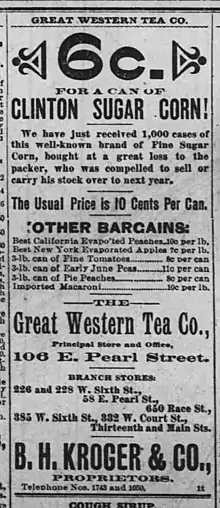 GREAT WESTERN TEA CO.
6c.
FOR A CAN OF
CLINTON SUGAR CORN!
We have just received 1,000 cases of
this well-known brand of Fine Sugar
Corn, bought at a great loss to the
packer, who was compelled to sell or
carry his stock over to next year.
The Usual Price is 10 Cents Per Can.
OTHER BARGAINS:
Best California Evapo'ted Peaches..10c per lb.
Best New York Evaporated Apples 7c per lb.
3-lb. can of Fine Tomatoes............8c per can
3-lb. can of Early June Peas......11c per can
3-lb. can of Pie Peaches................8c per can
Imported Macaroni........................10c per lb.
—THE—
Great Western Tea Co.,
Principal Store and Office,
106 E. Pearl Street.
BRANCH STORES:
226 and 228 W. Sixth St.,
58 E. Pearl St.,
650 Race St.,
385 W. Sixth St., 332 W. Court St.,
Thirteenth and Main Sts.
B. H. KROGER & CO.,
PROPRIETORS.
Telephone Nos. 1743 and 1050. 1t
COUGH SIRUP.